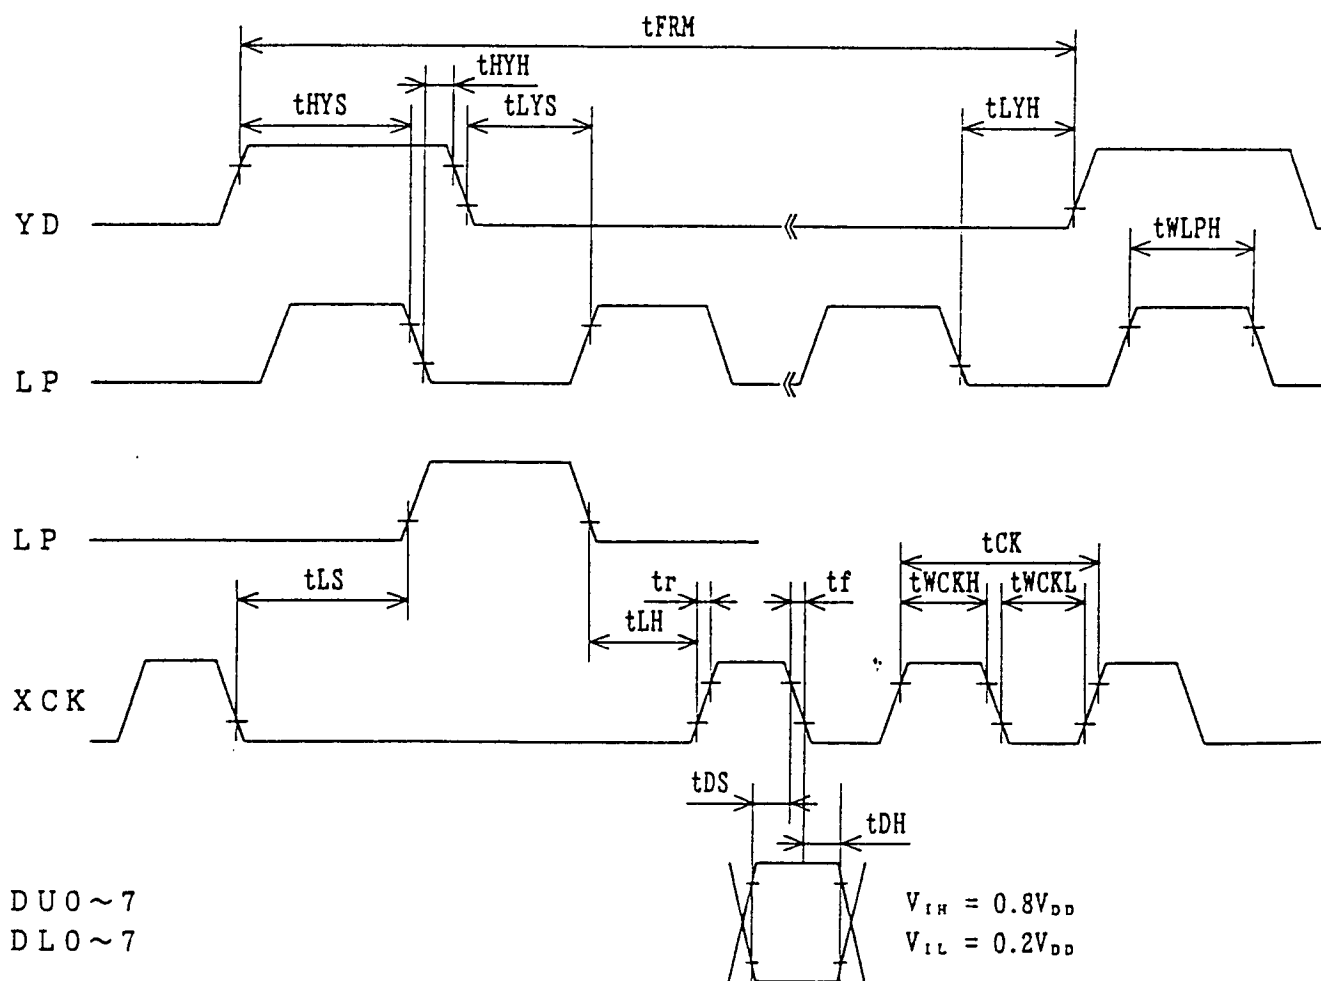 tFRM
tHYH
tHYS
tLYS
tLYH
YD
tWLPH
LP
LP
tCK
tLS
tr
tf
tWCKH
tWCKL
tLH
XCK
tDS
tDH
DU0~7
DL0~7
VIH = 0.8VDD
VIL = 0.2VDD